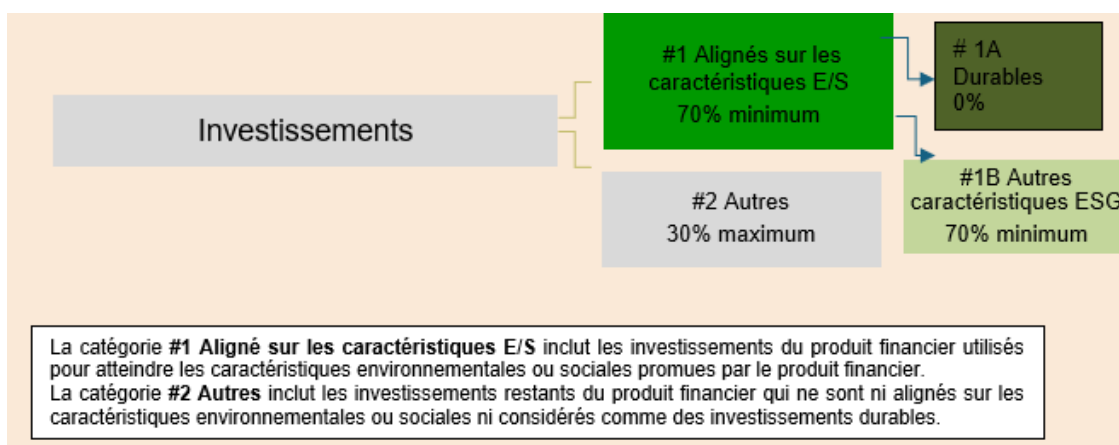 Investissements
#1 Alignés sur les
caractéristiques E/S
70% minimum
# 1A
Durables
0%
#2 Autres
30% maximum
#1B Autres
caractéristiques ESG
70% minimum
La catégorie #1 Aligné sur les caractéristiques E/S inclut les investissements du produit financier utilisés
pour atteindre les caractéristiques environnementales ou sociales promues par le produit financier.
La catégorie #2 Autres inclut les investissements restants du produit financier qui ne sont ni alignés sur les
caractéristiques environnementales ou sociales ni considérés comme des investissements durables.